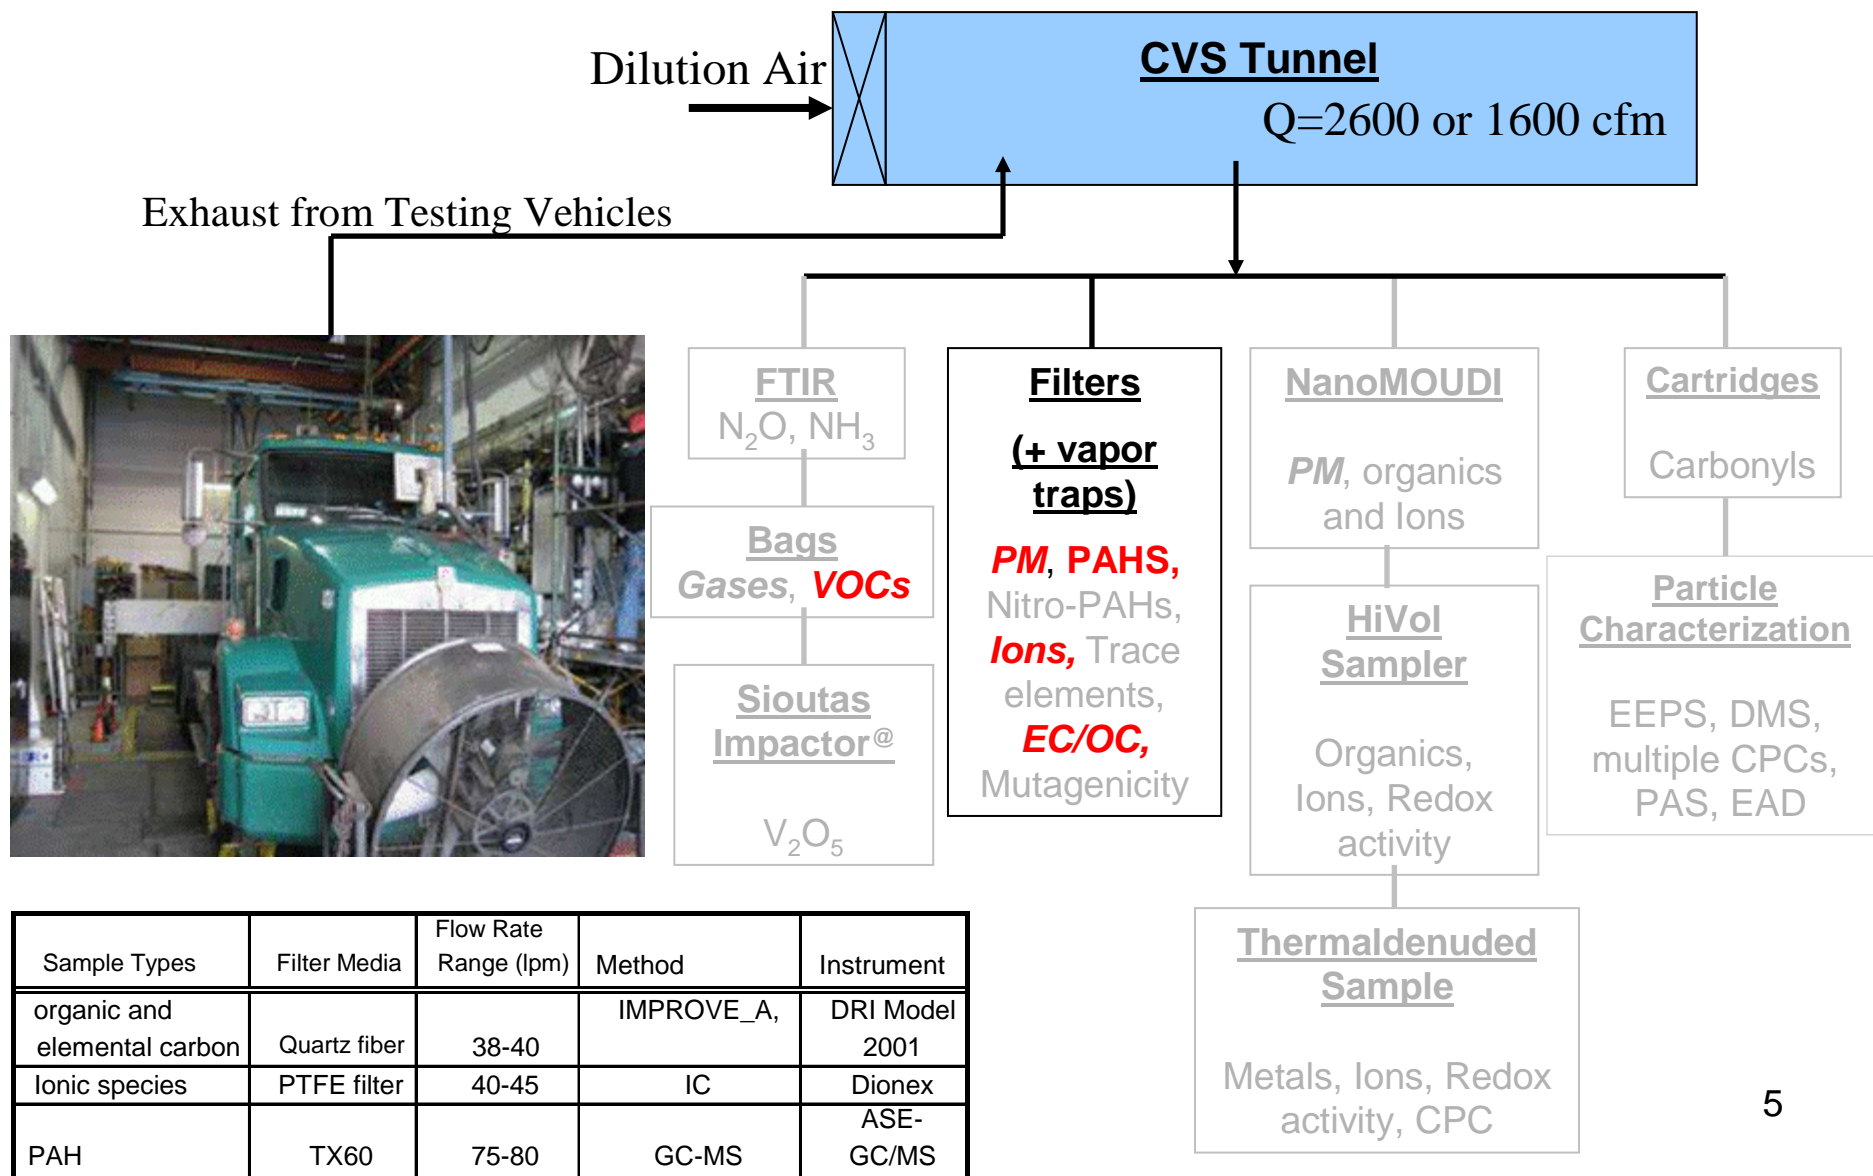 CVS Tunnel
Dilution Air
Q=2600 or 1600 cfm
Exhaust from Testing Vehicles
FTIR
N₂O, NH₃
Bags
Gases, VOCs
Sioutas
Impactor@
V₂O₅
Filters
(+ vapor
traps)
PM, PAHS,
Nitro-PAHs,
Ions, Trace
elements,
EC/OC,
Mutagenicity
NanoMOUDI
PM, organics
and Ions
HiVol
Sampler
Organics,
Ions, Redox
activity
Thermaldenuded
Sample
Metals, Ions, Redox
activity, CPC
Cartridges
Carbonyls
Particle
Characterization
EEPS, DMS,
multiple CPCs,
PAS, EAD
Sample Types Filter Media Flow Rate Range (lpm) Method Instrument
organic and elemental carbon Quartz fiber 38-40 IMPROVE_A, DRI Model 2001
Ionic species PTFE filter 40-45 IC Dionex
PAH TX60 75-80 GC-MS ASE-GC/MS
5